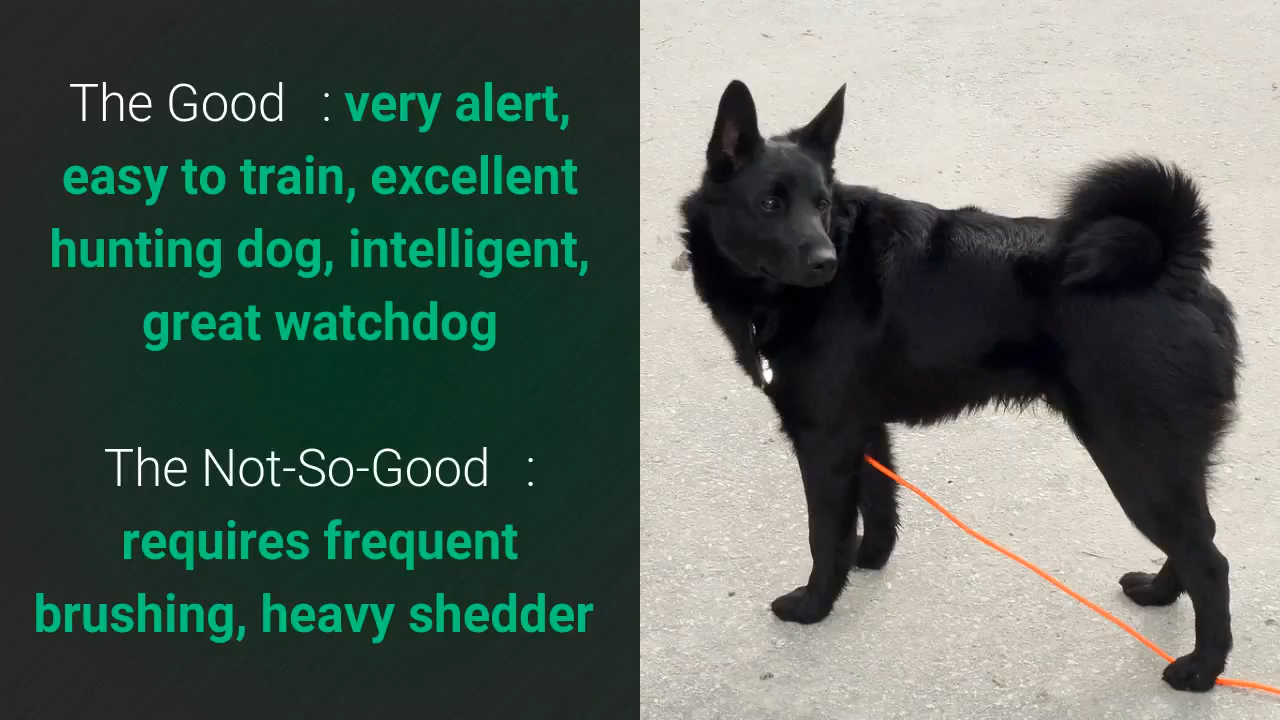 The Good : very alert,
easy to train, excellent
hunting dog, intelligent,
great watchdog
The Not-So-Good :
requires frequent
brushing, heavy shedder